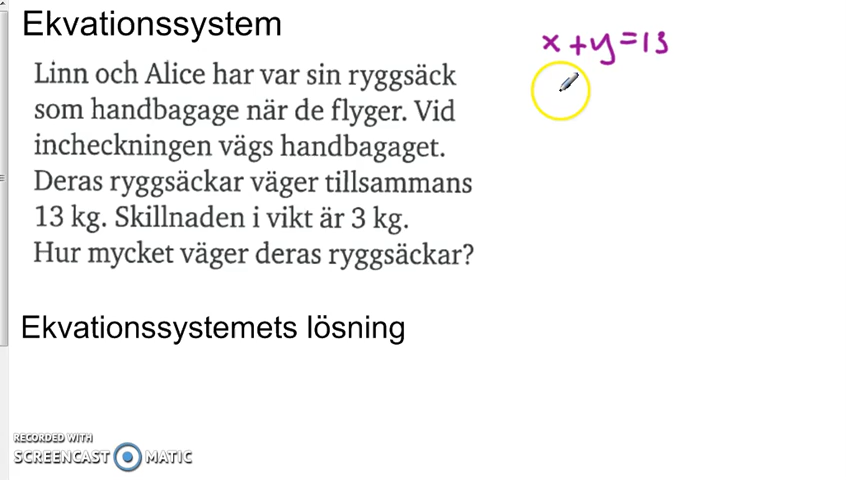 Ekvationssystem
x+y=13
Linn och Alice har var sin ryggsäck
som handbagage när de flyger. Vid
incheckningen vägs handbagaget.
Deras ryggsäckar väger tillsammans
13 kg. Skillnaden i vikt är 3 kg.
Hur mycket väger deras ryggsäckar?
Ekvationssystemets lösning
RECORDED WITH
SCREENCAST MATIC